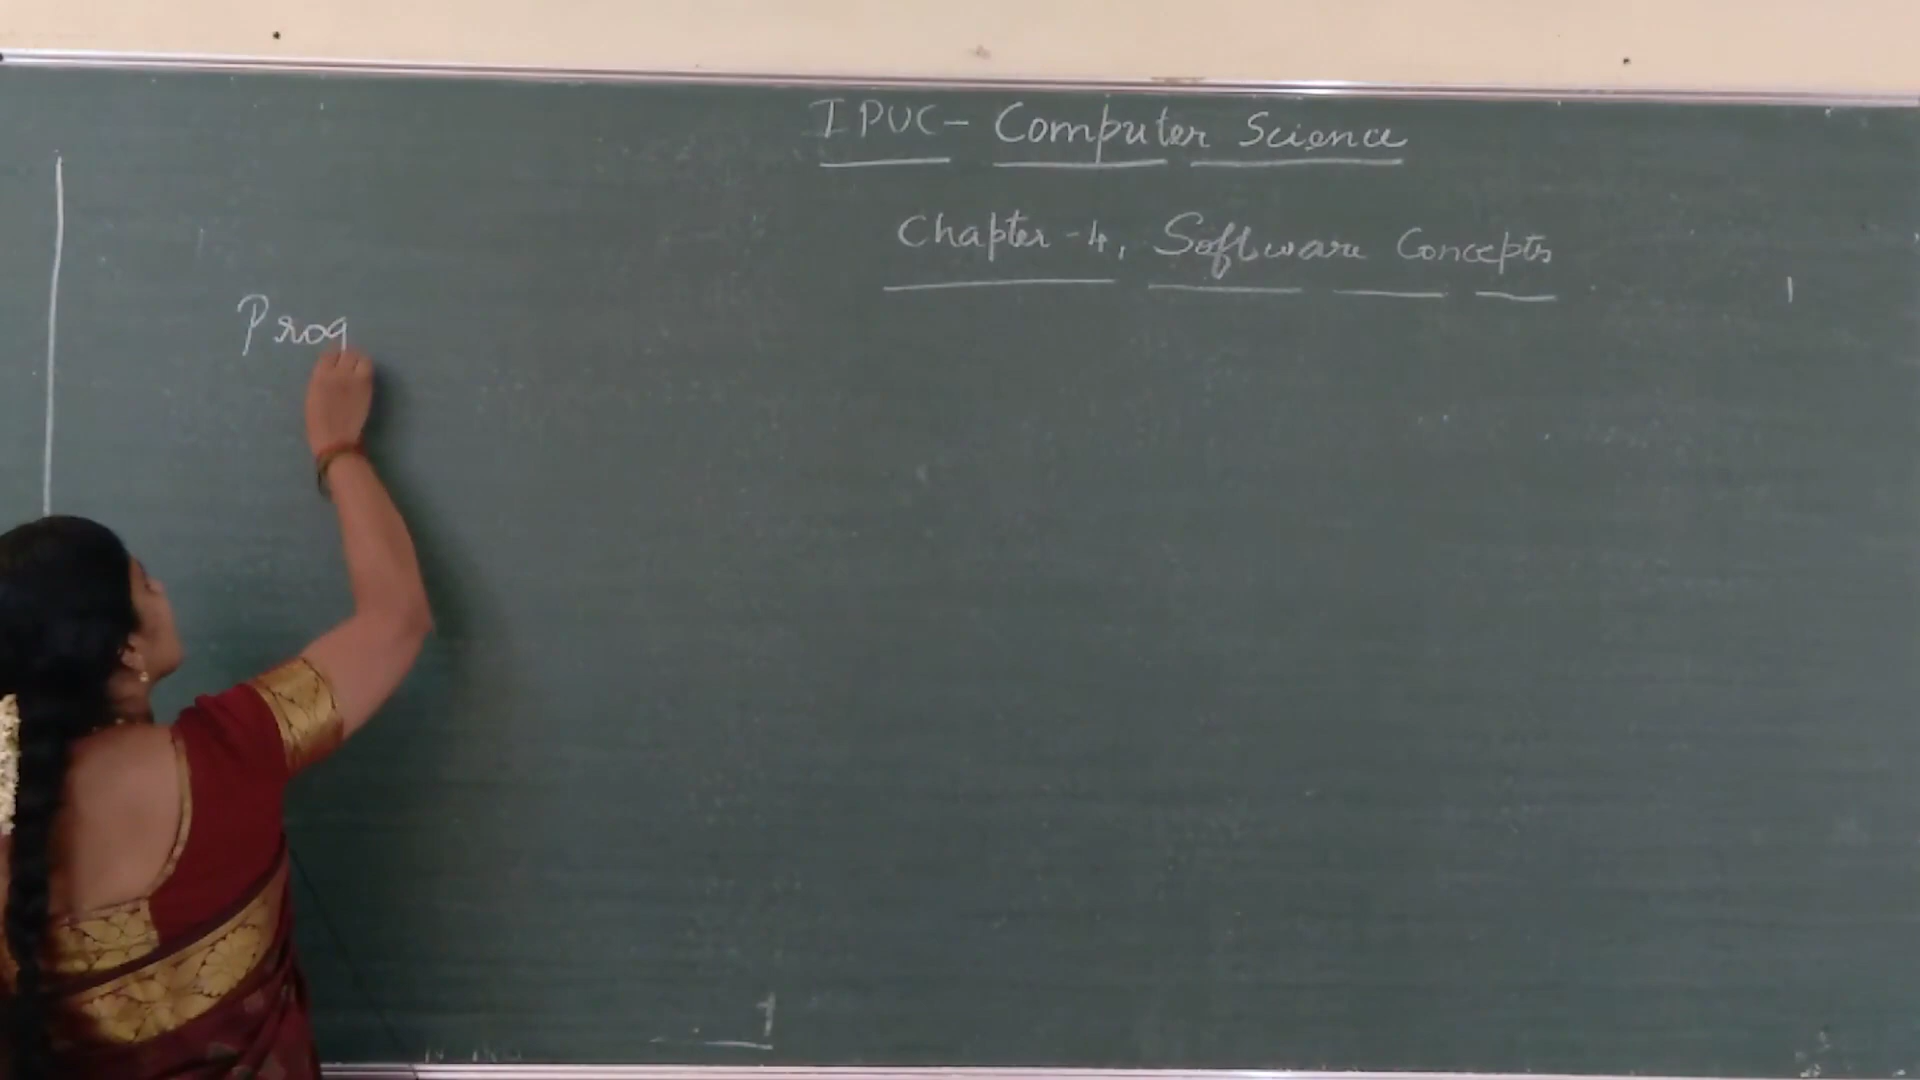 I PUC - Computer Science
Chapter - 4, Software Concepts
Prog